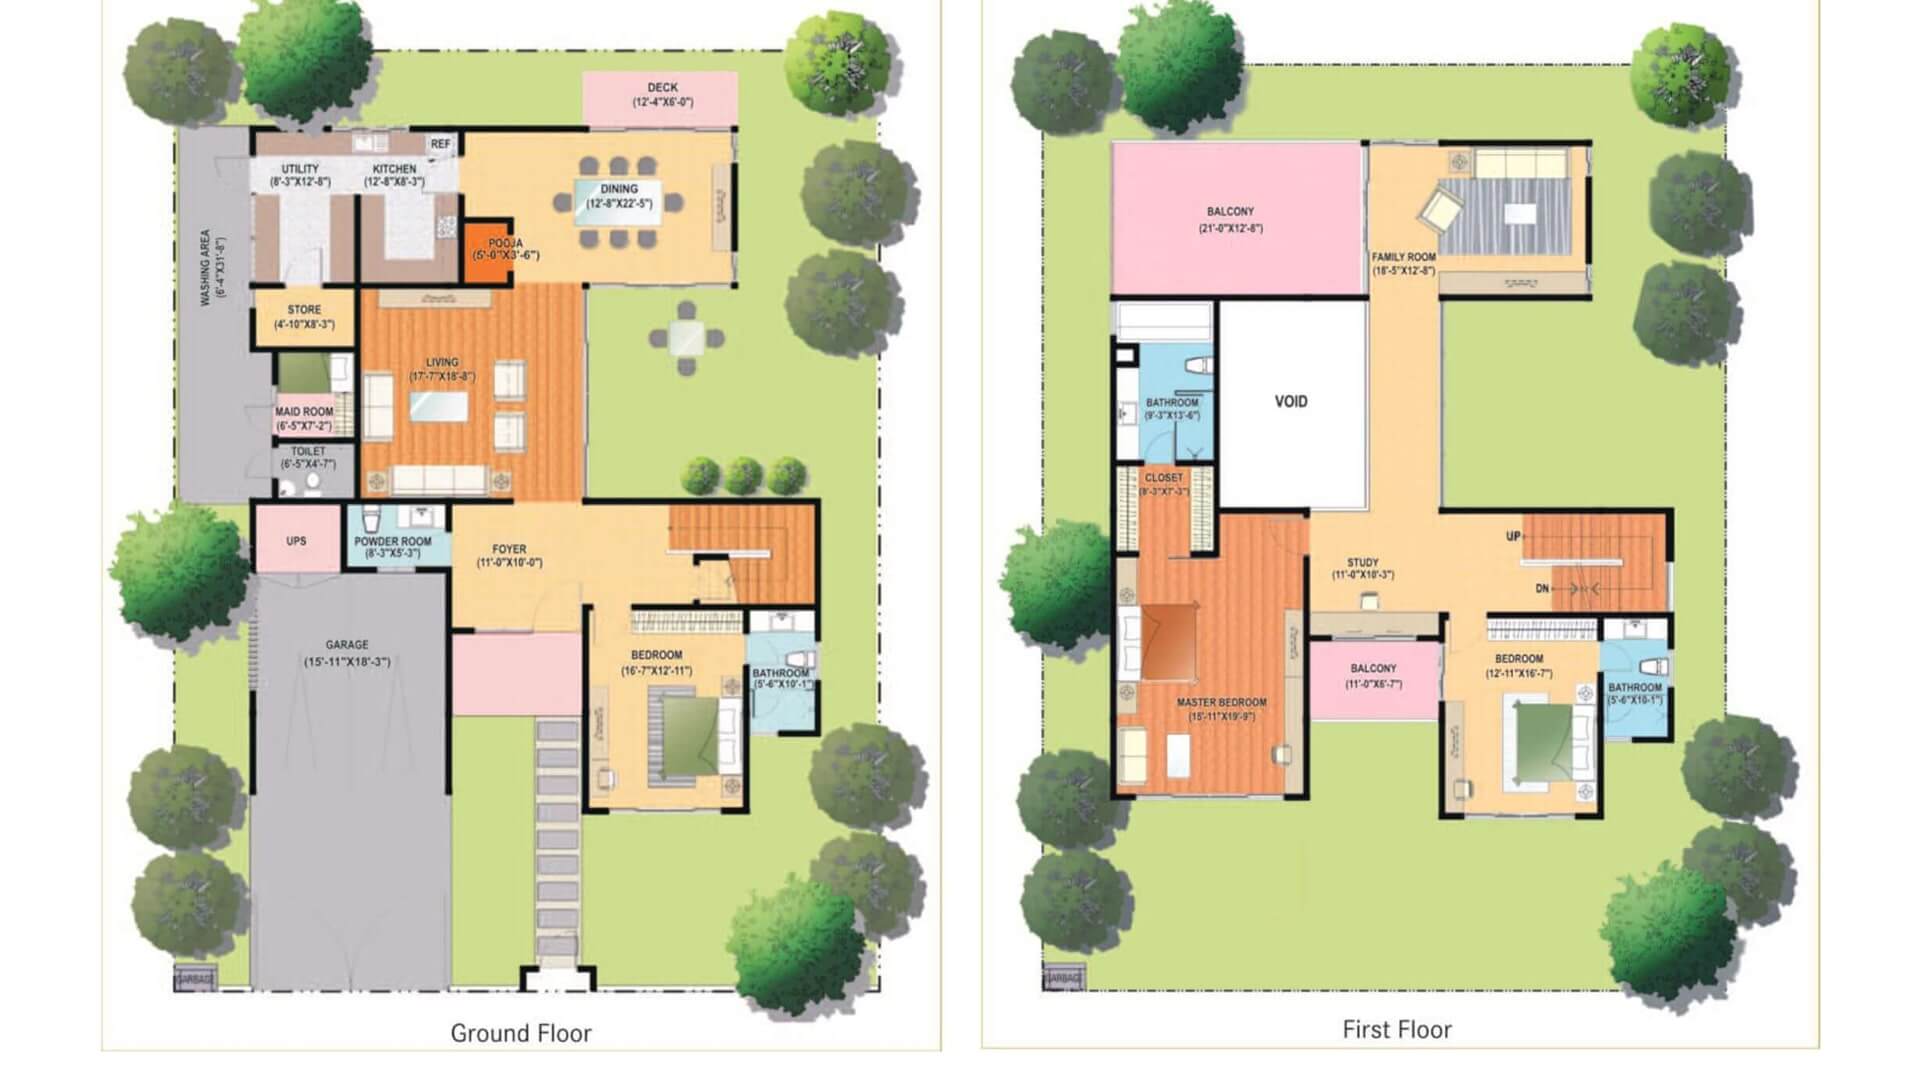 DECK
(12'-4"X6'-0")
REF
UTILITY
(8'-3"X12'-8")
KITCHEN
(12'-8"X8'-3")
DINING
(12'-8"X22'-5")
POOJA
(5'-0"X3'-6")
WASHING AREA
(6'-4"X31'-8")
STORE
(4'-10"X8'-3")
LIVING
(17'-7"X18'-8")
MAID ROOM
(6'-5"X7'-2")
TOILET
(6'-5"X4'-7")
UPS
POWDER ROOM
(8'-3"X5'-3")
FOYER
(11'-0"X10'-0")
GARAGE
(15'-11"X18'-3")
BEDROOM
(16'-7"X12'-11")
BATHROOM
(5'-6"X10'-1")
GARBAGE
Ground Floor
BALCONY
(21'-0"X12'-8")
FAMILY ROOM
(18'-5"X12'-8")
BATHROOM
(9'-3"X13'-6")
VOID
CLOSET
(8'-3"X7'-3")
UP
STUDY
(11'-0"X10'-3")
DN
BALCONY
(11'-0"X6'-7")
BEDROOM
(12'-11"X16'-7")
BATHROOM
(5'-6"X10-1")
MASTER BEDROOM
(15'-11"X19'-9")
GARBAGE
First Floor